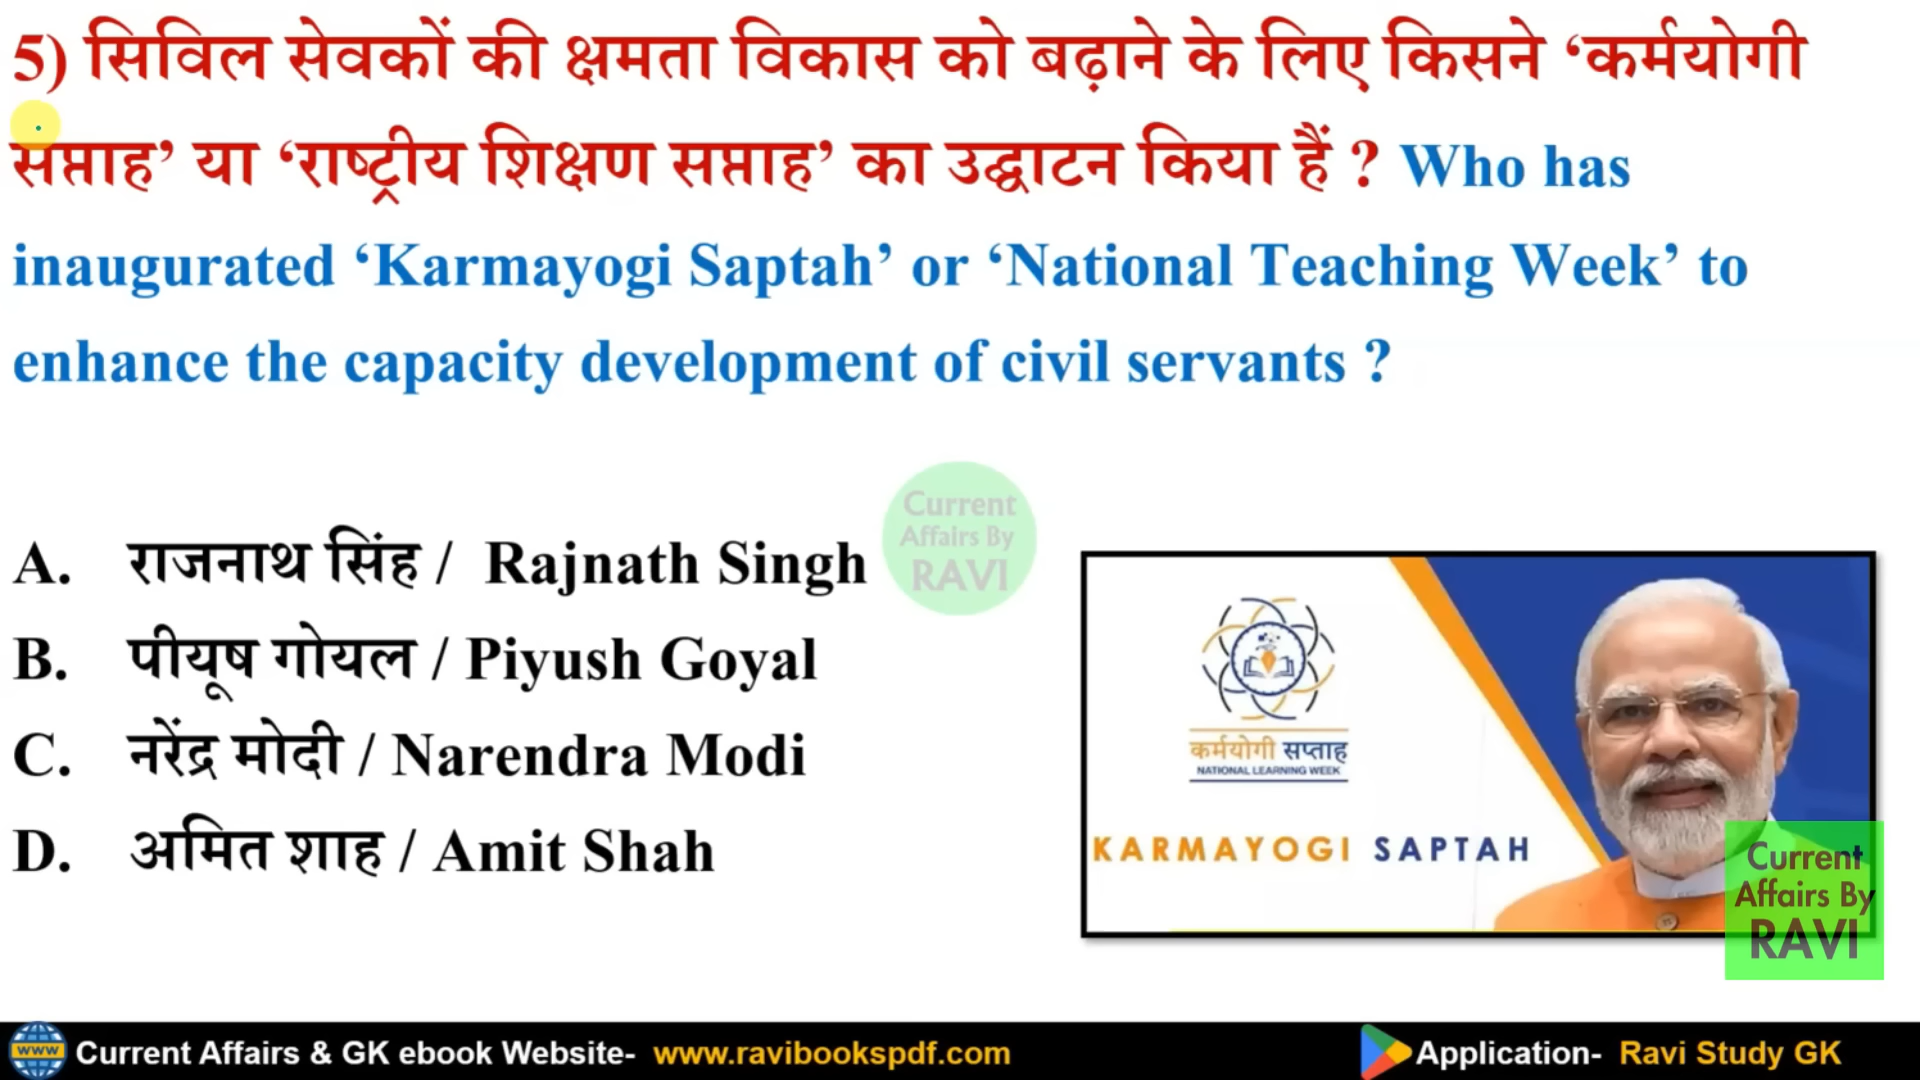 5) सिविल सेवकों की क्षमता विकास को बढ़ाने के लिए किसने ‘कर्मयोगी
सप्ताह’ या ‘राष्ट्रीय शिक्षण सप्ताह’ का उद्घाटन किया हैं ? Who has
inaugurated ‘Karmayogi Saptah’ or ‘National Teaching Week’ to
enhance the capacity development of civil servants ?
A. राजनाथ सिंह / Rajnath Singh
B. पीयूष गोयल / Piyush Goyal
C. नरेंद्र मोदी / Narendra Modi
D. अमित शाह / Amit Shah
Current
Affairs By
RAVI
कर्मयोगी सप्ताह
NATIONAL LEARNING WEEK
KARMAYOGI SAPTAH
Current
Affairs By
RAVI
www Current Affairs & GK ebook Website- www.ravibookspdf.com
Application- Ravi Study GK